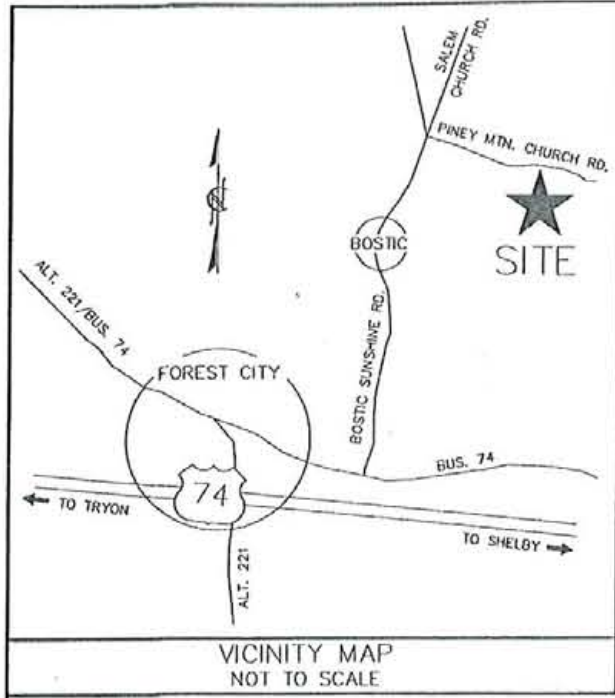 SALEM
CHURCH RD.
PINEY MTN. CHURCH RD.
N
BOSTIC
SITE
ALT. 221/BUS. 74
BOSTIC SUNSHINE RD.
FOREST CITY
BUS. 74
74
TO TRYON
TO SHELBY
ALT. 221
VICINITY MAP
NOT TO SCALE